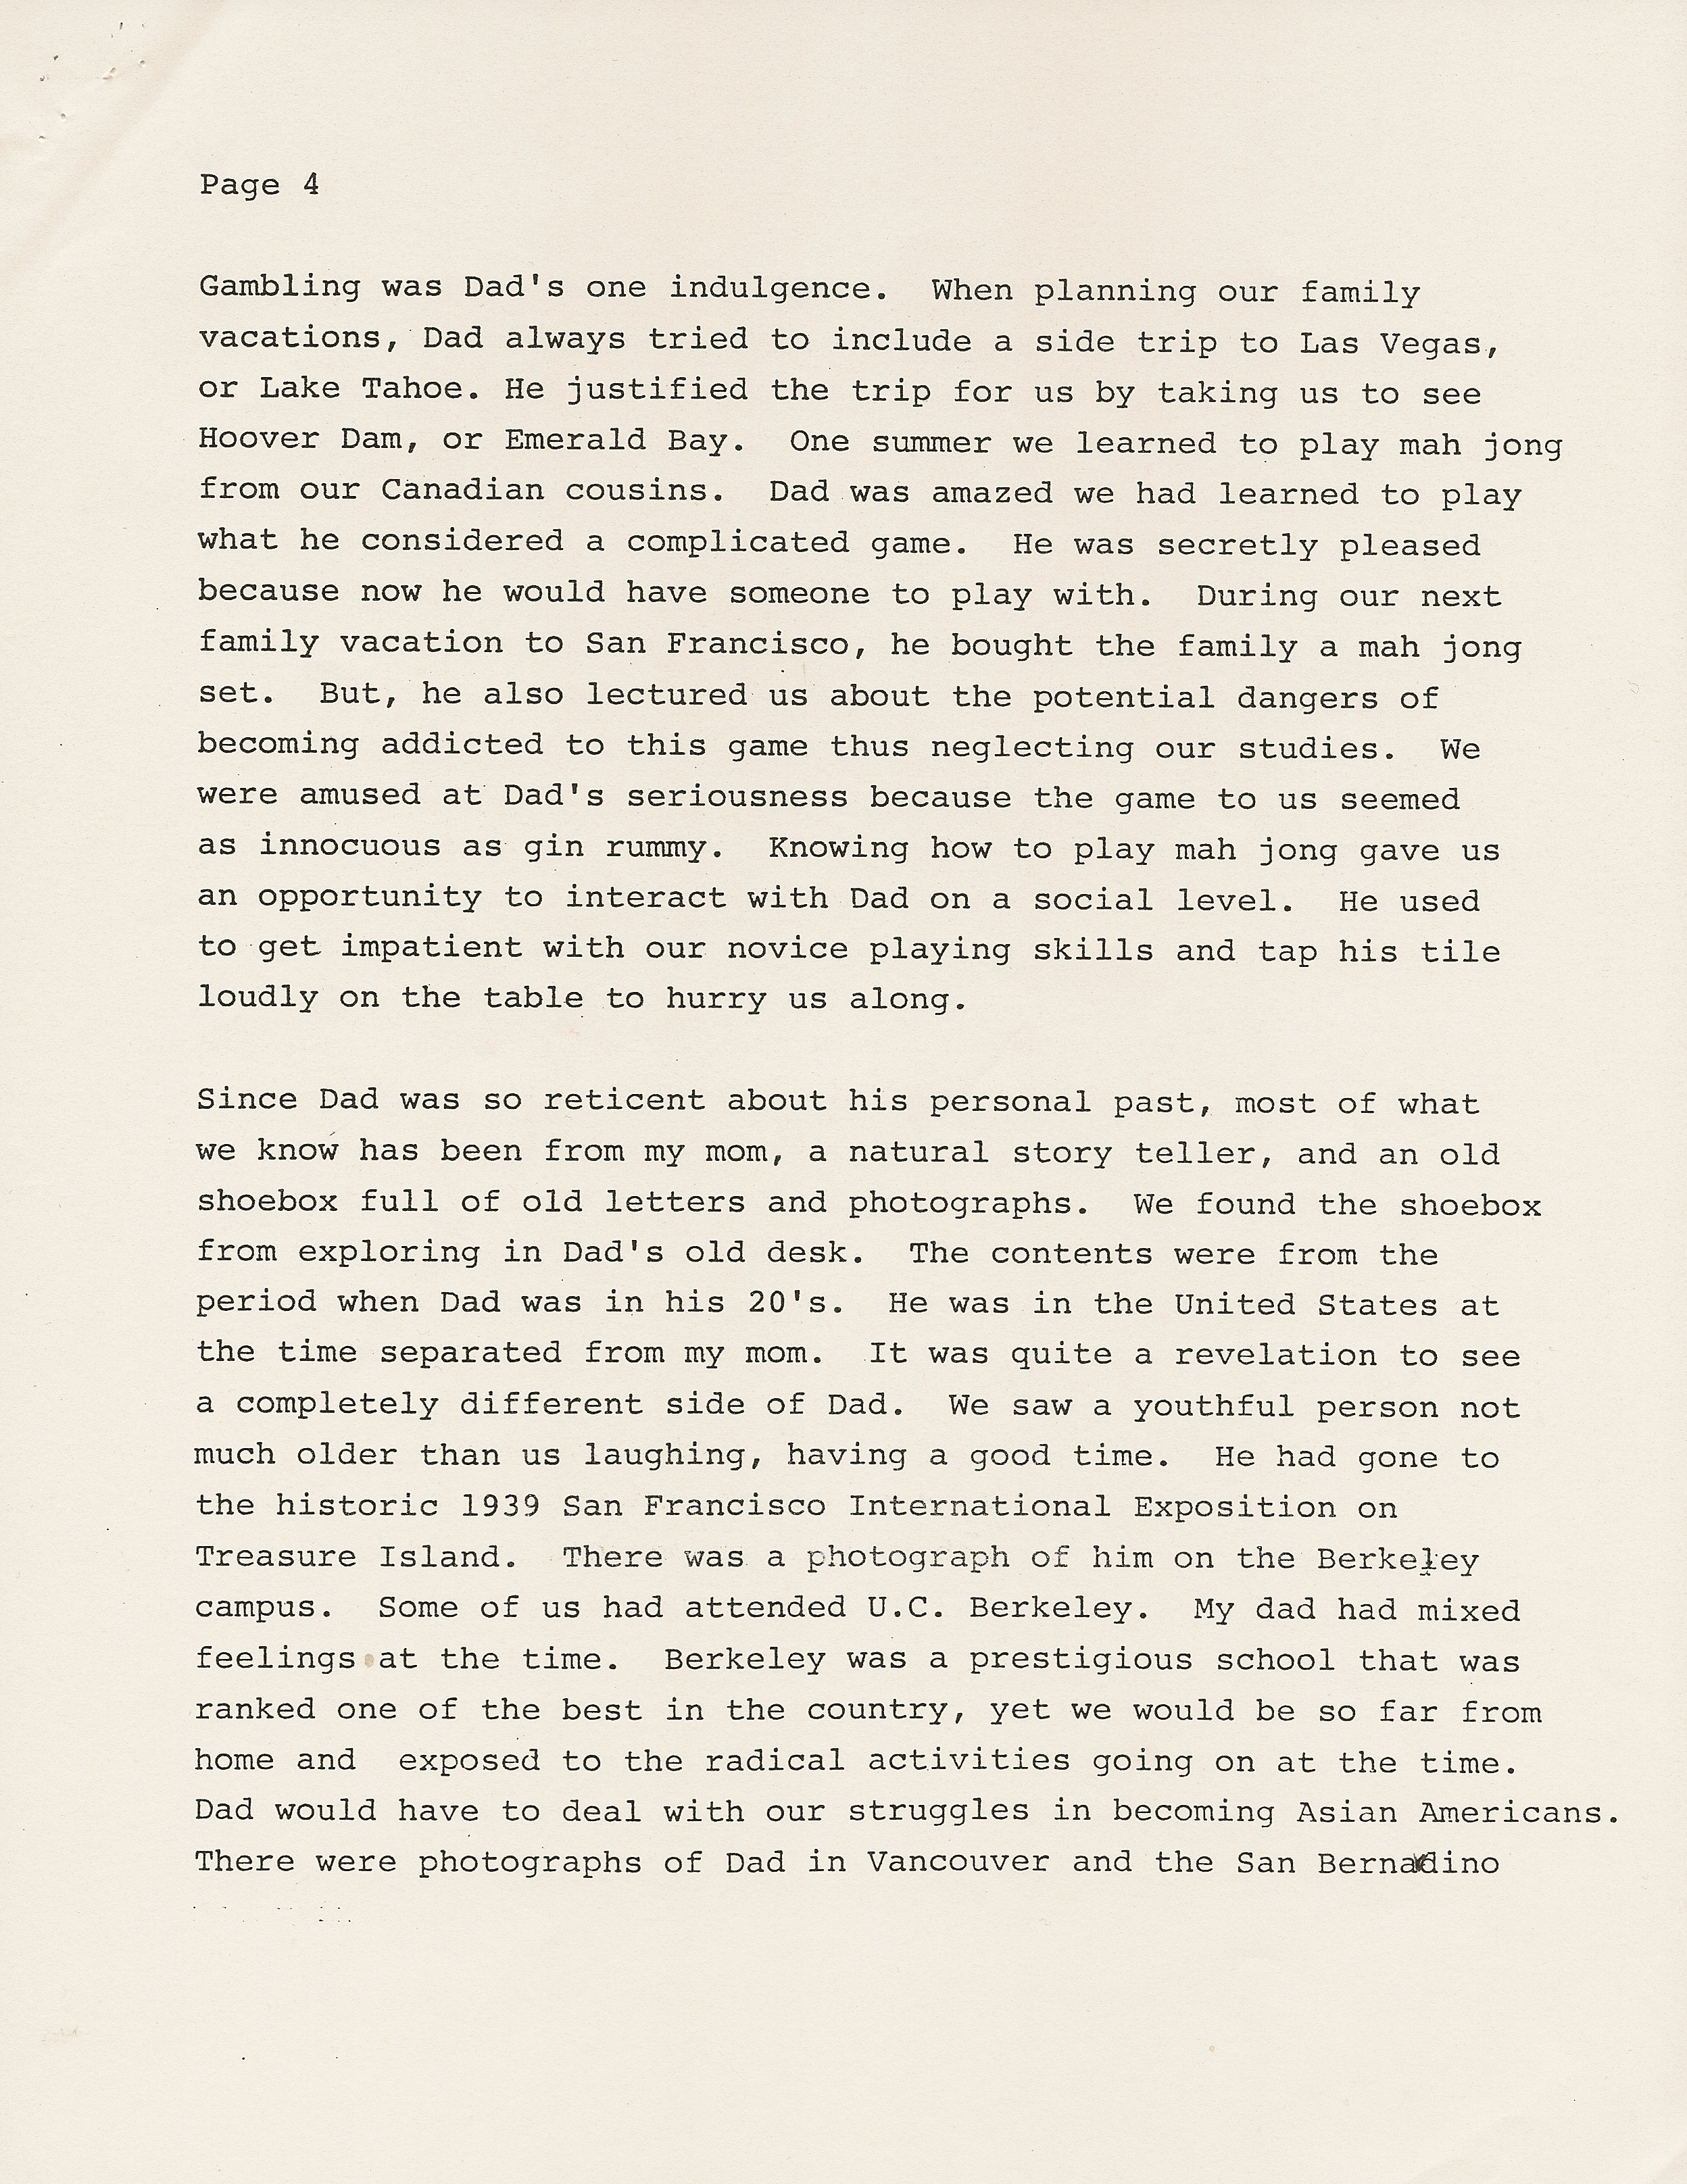 Page 4
Gambling was Dad's one indulgence.  When planning our family
vacations, Dad always tried to include a side trip to Las Vegas,
or Lake Tahoe. He justified the trip for us by taking us to see
Hoover Dam, or Emerald Bay.  One summer we learned to play mah jong
from our Canadian cousins.  Dad was amazed we had learned to play
what he considered a complicated game.  He was secretly pleased
because now he would have someone to play with.  During our next
family vacation to San Francisco, he bought the family a mah jong
set.  But, he also lectured us about the potential dangers of
becoming addicted to this game thus neglecting our studies.  We
were amused at Dad's seriousness because the game to us seemed
as innocuous as gin rummy.  Knowing how to play mah jong gave us
an opportunity to interact with Dad on a social level.  He used
to get impatient with our novice playing skills and tap his tile
loudly on the table to hurry us along.
Since Dad was so reticent about his personal past, most of what
we know has been from my mom, a natural story teller, and an old
shoebox full of old letters and photographs.  We found the shoebox
from exploring in Dad's old desk.  The contents were from the
period when Dad was in his 20's.  He was in the United States at
the time separated from my mom.  It was quite a revelation to see
a completely different side of Dad.  We saw a youthful person not
much older than us laughing, having a good time.  He had gone to
the historic 1939 San Francisco International Exposition on
Treasure Island.  There was a photograph of him on the Berkeley
campus.  Some of us had attended U.C. Berkeley.  My dad had mixed
feelings at the time.  Berkeley was a prestigious school that was
ranked one of the best in the country, yet we would be so far from
home and  exposed to the radical activities going on at the time.
Dad would have to deal with our struggles in becoming Asian Americans.
There were photographs of Dad in Vancouver and the San Bernardino